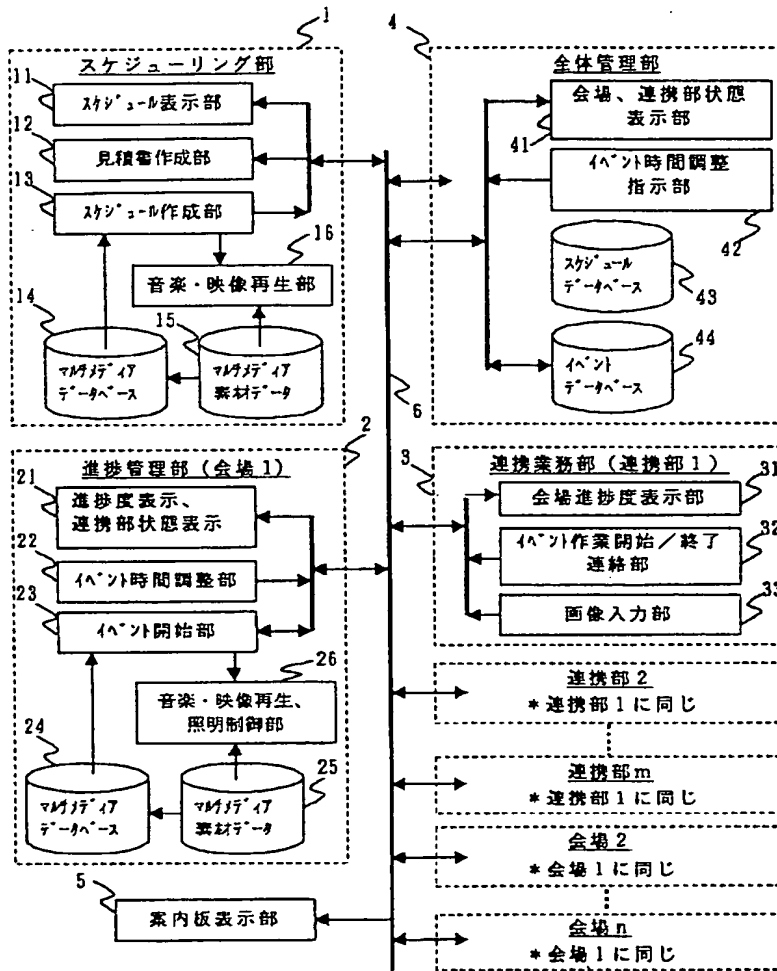 1
スケジューリング部
11
スケジュール表示部
12
見積書作成部
13
スケジュール作成部
16
音楽・映像再生部
14
マルチメディア
データベース
15
マルチメディア
素材データ
4
全体管理部
会場、連携部状態
表示部
41
イベント時間調整
指示部
42
スケジュール
データベース
43
イベント
データベース
44
6
2
進捗管理部(会場1)
21
進捗度表示、
連携部状態表示
22
イベント時間調整部
23
イベント開始部
26
音楽・映像再生、
照明制御部
24
マルチメディア
データベース
25
マルチメディア
素材データ
3
連携業務部(連携部1)
31
会場進捗度表示部
32
イベント作業開始/終了
連絡部
33
画像入力部
連携部2
*連携部1に同じ
連携部m
*連携部1に同じ
会場2
*会場1に同じ
会場n
*会場1に同じ
5
案内板表示部